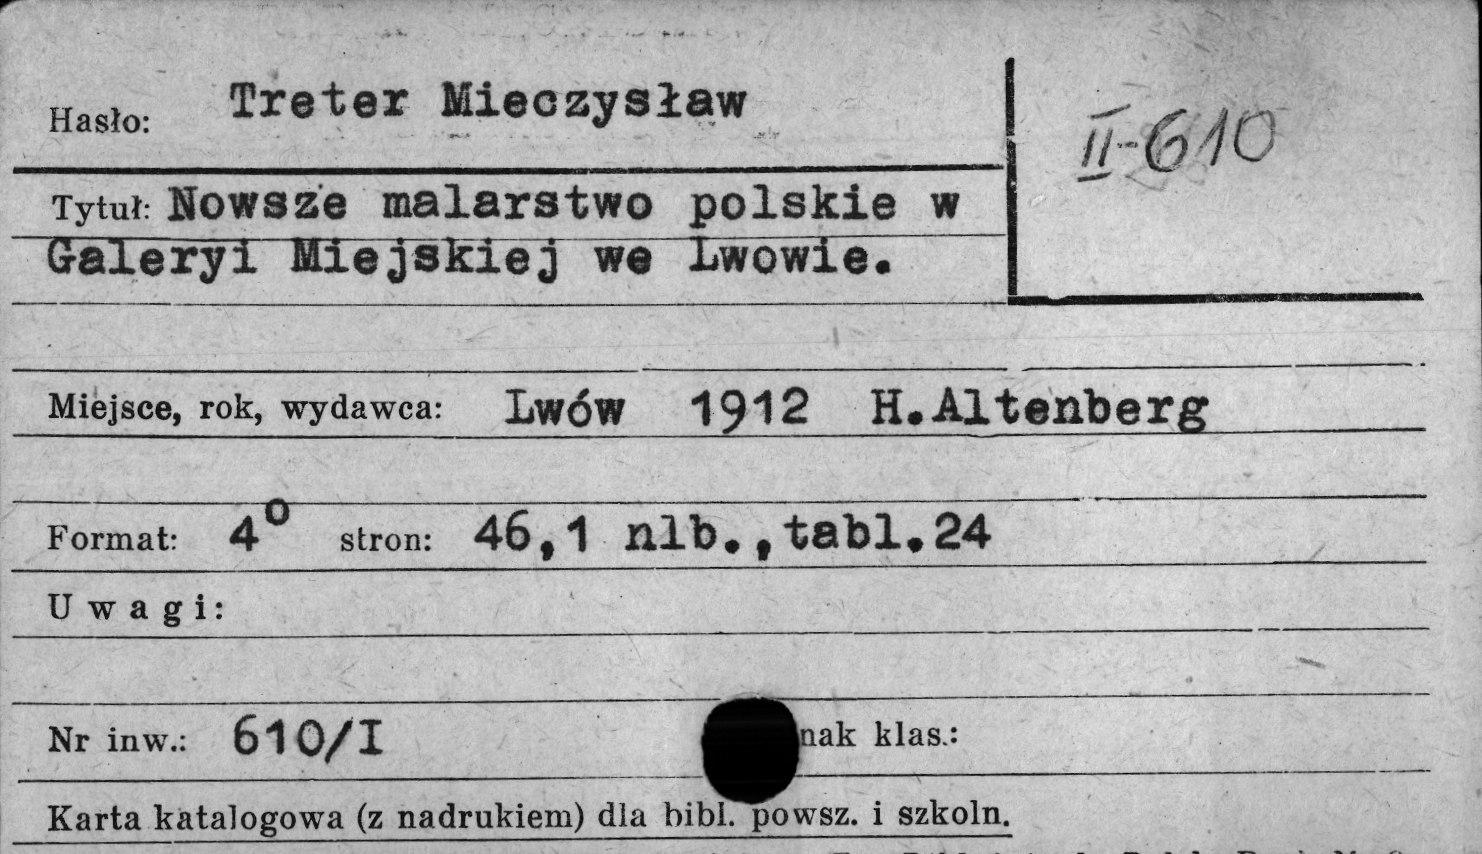 Hasło: Treter Mieczysław
II-610
Tytuł: Nowsze malarstwo polskie w
Galeryi Miejskiej we Lwowie.
Miejsce, rok, wydawca: Lwów 1912 H.Altenberg
Format: 4° stron: 46,1 nlb.,tabl.24
Uwagi:
Nr inw.: 610/I nak klas.:
Karta katalogowa (z nadrukiem) dla bibl. powsz. i szkoln.